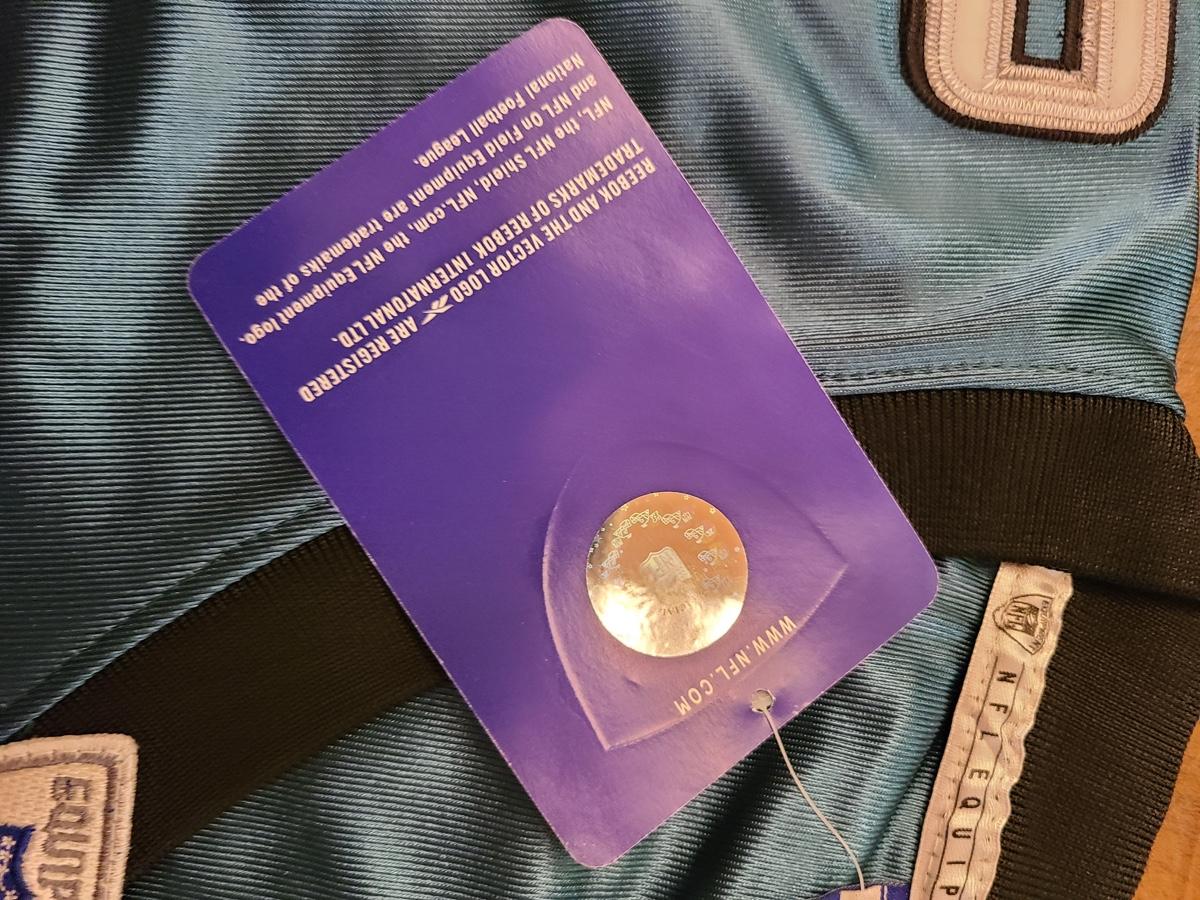 WWW.NFL.COM
REEBOK AND THE VECTOR LOGO ARE REGISTERED
TRADEMARKS OF REEBOK INTERNATONAL LTD.
NFL, the NFL Shield, NFL.com, the NFL Equipment logo,
and NFL On Field Equipment are trademarks of the
National Football League.
NFL
NFL EQUIP